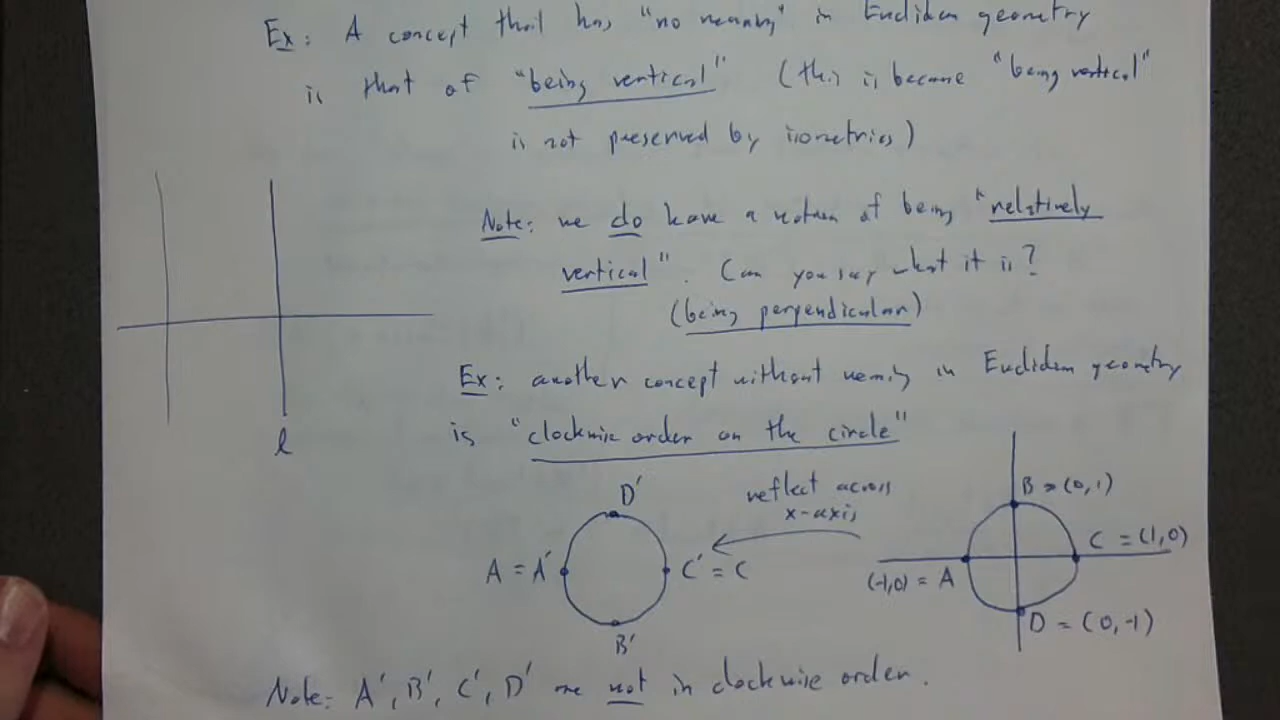 Ex: A concept that has "no meaning" in Euclidean geometry
is that of "being vertical" (this is because "being vertical"
is not preserved by isometries)
Note: we do have a notion of being "relatively
vertical". Can you say what it is?
(being perpendicular)
l
Ex: another concept without meaning in Euclidean geometry
is "clockwise order on the circle"
D'
A = A'
C' = C
B'
reflect across
x-axis
B = (0,1)
C = (1,0)
(-1,0) = A
D = (0,-1)
Note: A', B', C', D' are not in clockwise order.